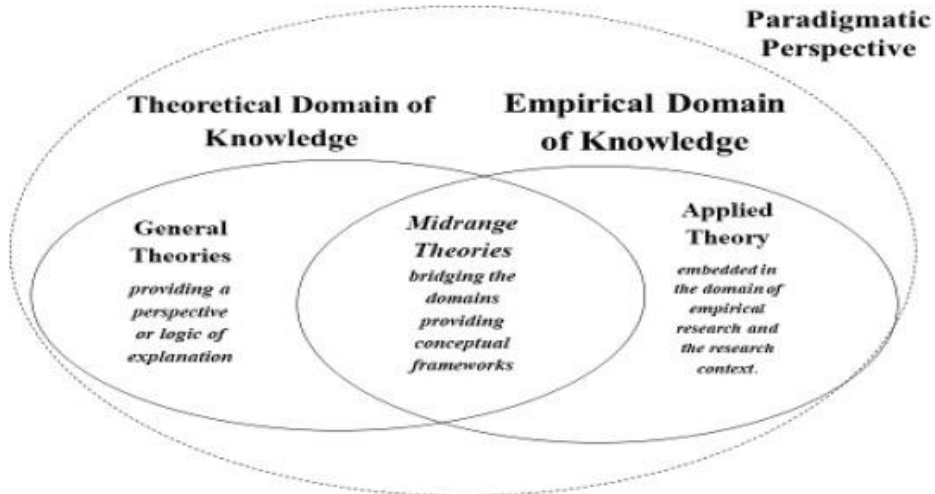 Paradigmatic
Perspective
Theoretical Domain of
Knowledge
Empirical Domain
of Knowledge
General
Theories
providing a
perspective
or logic of
explanation
Midrange
Theories
bridging the
domains
providing
conceptual
frameworks
Applied
Theory
embedded in
the domain of
empirical
research and
the research
context.